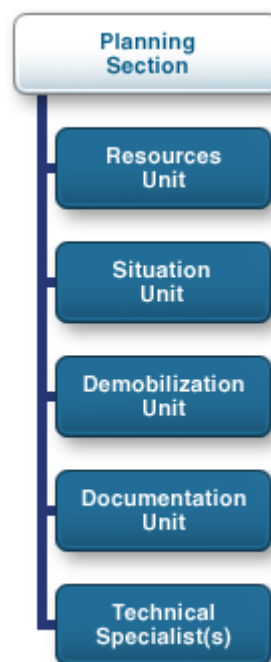 Planning
Section
Resources
Unit
Situation
Unit
Demobilization
Unit
Documentation
Unit
Technical
Specialist(s)